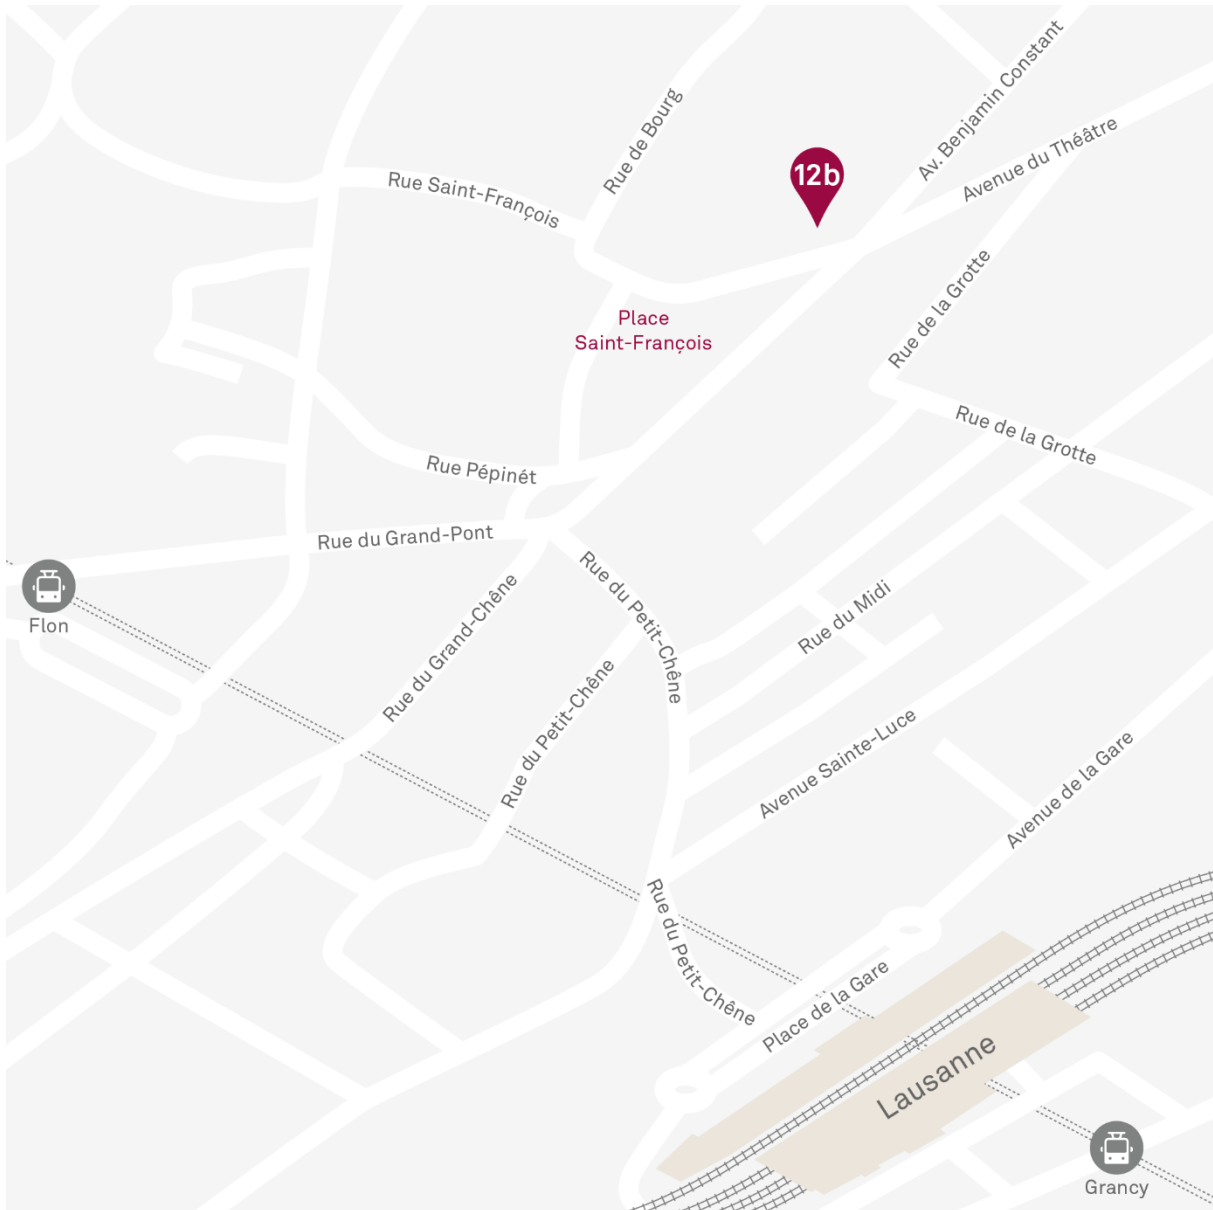 Av. Benjamin Constant
Rue de Bourg
Avenue du Théâtre
12b
Rue Saint-François
Rue de la Grotte
Place
Saint-François
Rue de la Grotte
Rue Pépinét
Rue du Grand-Pont
Rue du Petit-Chêne
Flon
Rue du Grand-Chêne
Rue du Midi
Rue du Petit-Chêne
Avenue Sainte-Luce
Avenue de la Gare
Rue du Petit-Chêne
Place de la Gare
Lausanne
Grancy